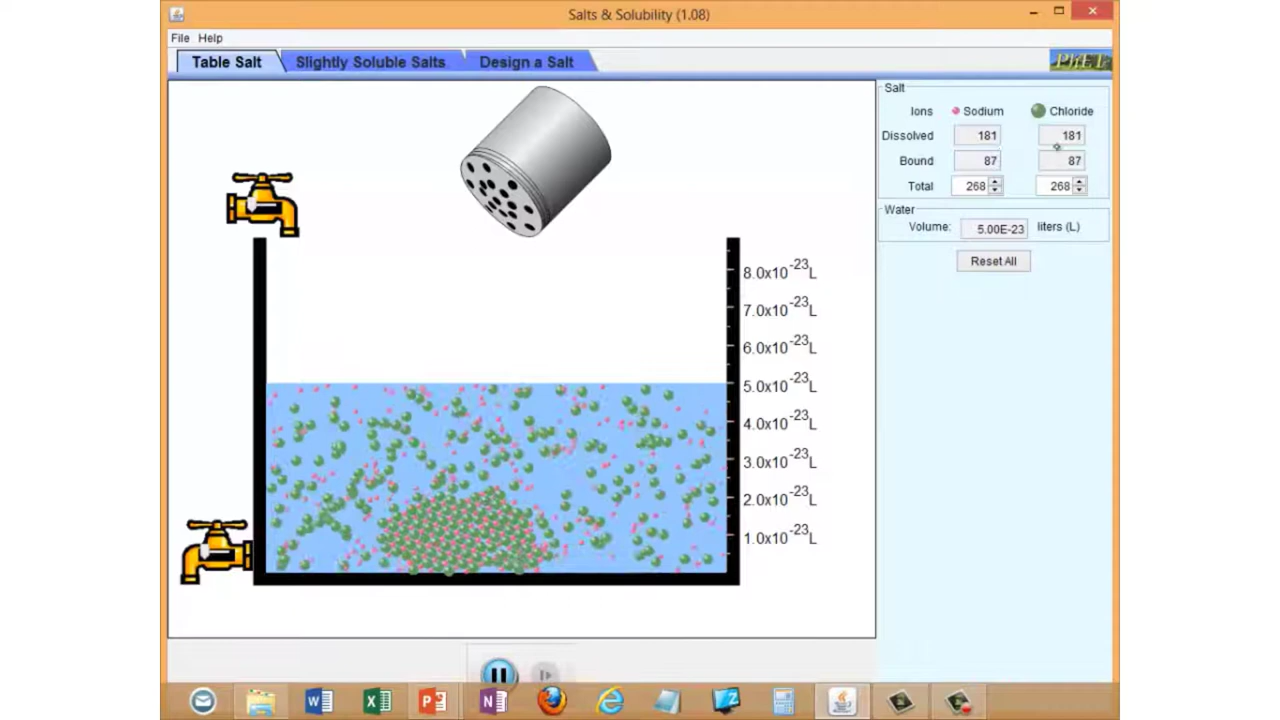 Salts & Solubility (1.08)
File Help
Table Salt Slightly Soluble Salts Design a Salt PhET
Salt
Ions Sodium Chloride
Dissolved 181 181
Bound 87 87
Total 268 268
Water
Volume: 5.00E-23 liters (L)
Reset All
8.0x10⁻²³L
7.0x10⁻²³L
6.0x10⁻²³L
5.0x10⁻²³L
4.0x10⁻²³L
3.0x10⁻²³L
2.0x10⁻²³L
1.0x10⁻²³L